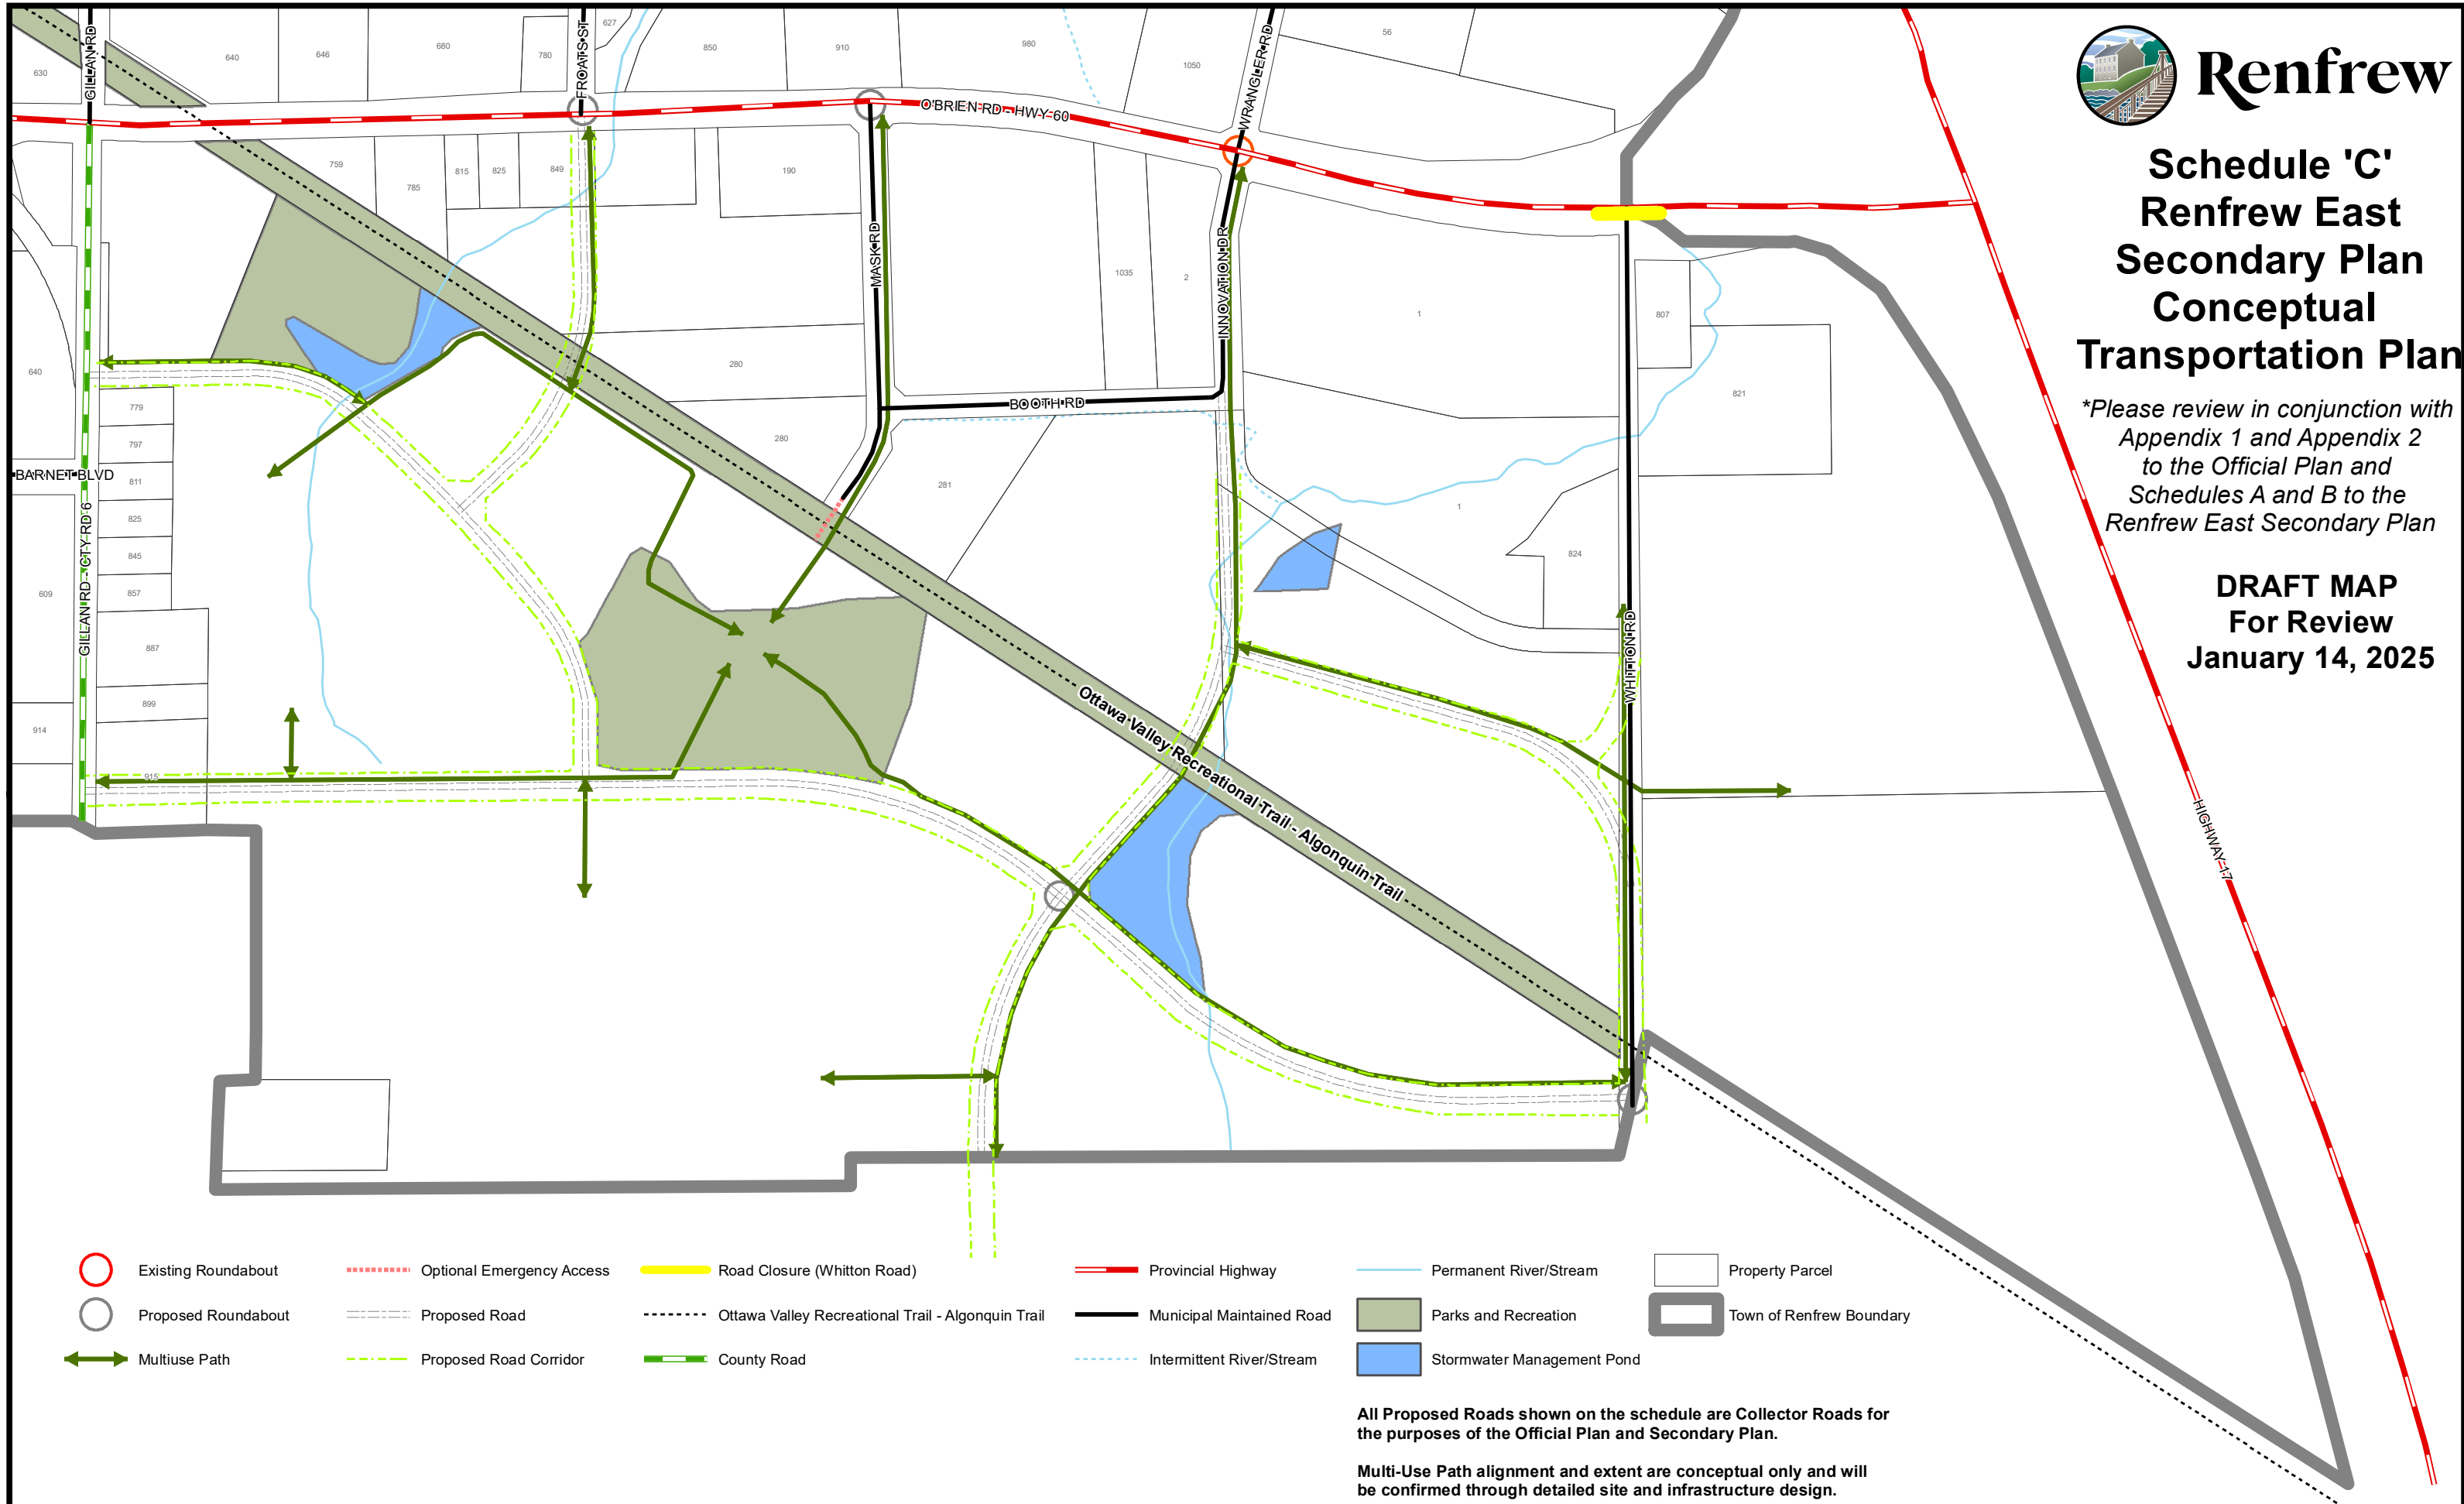 Renfrew
Schedule 'C'
Renfrew East
Secondary Plan
Conceptual
Transportation Plan
*Please review in conjunction with
Appendix 1 and Appendix 2
to the Official Plan and
Schedules A and B to the
Renfrew East Secondary Plan
DRAFT MAP
For Review
January 14, 2025
GILLAN RD
FROATS ST
WRANGLER RD
630
640
646
680
780
627
850
910
980
1050
56
O'BRIEN RD - HWY 60
759
785
815
825
849
190
MASK RD
1035
2
INNOVATION DR
1
807
821
640
280
280
BOOTH RD
779
797
811
825
845
857
BARNET BLVD
GILLAN RD - CTY RD 6
609
281
1
824
887
899
914
915
WHITTON RD
Ottawa Valley Recreational Trail - Algonquin Trail
HIGHWAY 17
Existing Roundabout
Proposed Roundabout
Multiuse Path
Optional Emergency Access
Proposed Road
Proposed Road Corridor
Road Closure (Whitton Road)
Ottawa Valley Recreational Trail - Algonquin Trail
County Road
Provincial Highway
Municipal Maintained Road
Intermittent River/Stream
Permanent River/Stream
Parks and Recreation
Stormwater Management Pond
Property Parcel
Town of Renfrew Boundary
All Proposed Roads shown on the schedule are Collector Roads for
the purposes of the Official Plan and Secondary Plan.
Multi-Use Path alignment and extent are conceptual only and will
be confirmed through detailed site and infrastructure design.